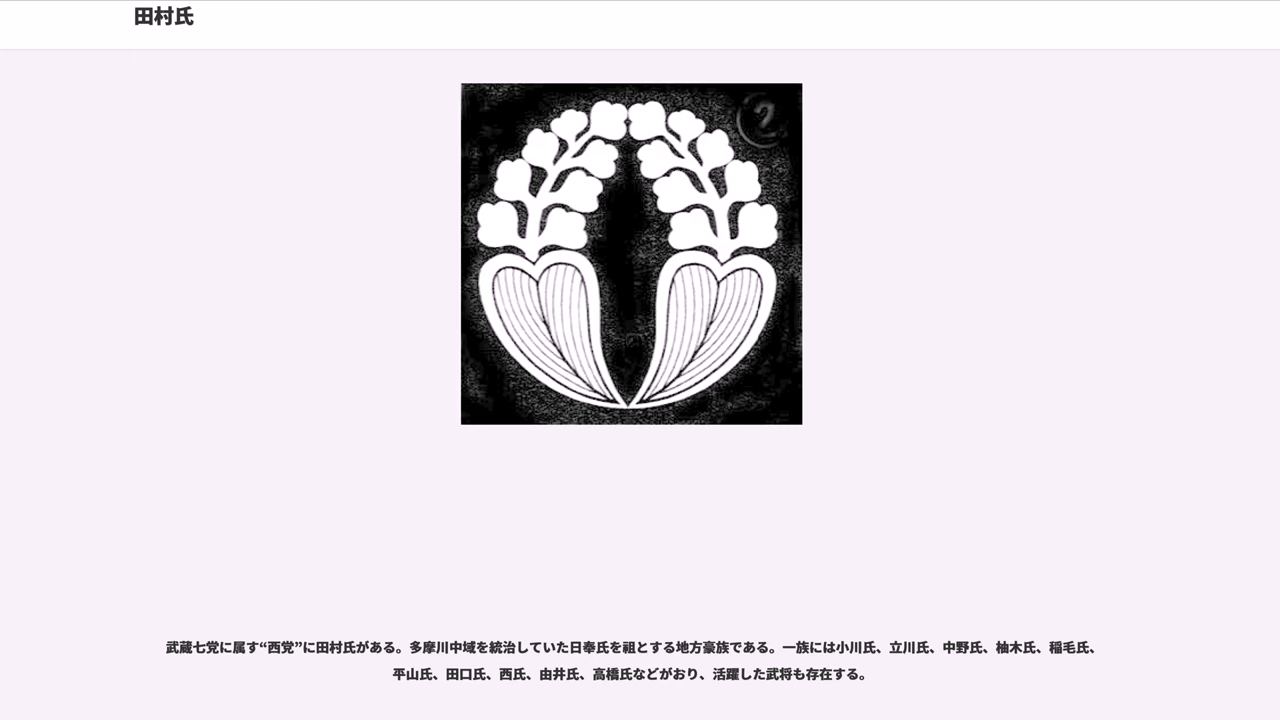 田村氏
武蔵七党に属す“西党”に田村氏がある。多摩川中域を統治していた日奉氏を祖とする地方豪族である。一族には小川氏、立川氏、中野氏、柚木氏、稲毛氏、
平山氏、田口氏、西氏、由井氏、高橋氏などがおり、活躍した武将も存在する。